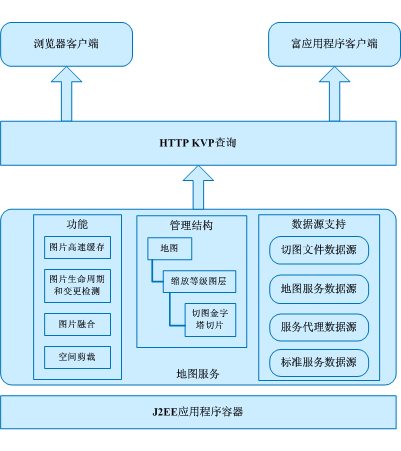 浏览器客户端
富应用程序客户端
HTTP KVP查询
功能
图片高速缓存
图片生命周期
和变更检测
图片融合
空间剪裁
管理结构
地图
缩放等级图层
切图金字
塔切片
数据源支持
切图文件数据源
地图服务数据源
服务代理数据源
标准服务数据源
地图服务
J2EE应用程序容器